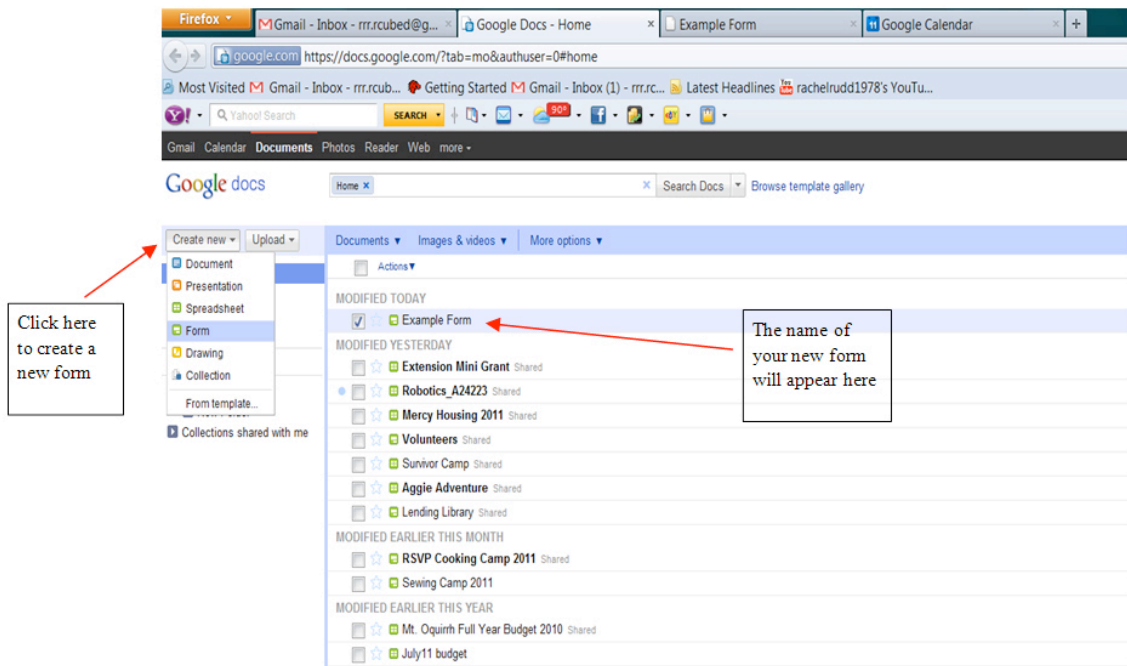 Firefox
Gmail - Inbox - rrr.rcubed@g... × Google Docs - Home × Example Form × 11 Google Calendar × +
google.com https://docs.google.com/?tab=mo&authuser=0#home
Most Visited Gmail - Inbox - rrr.rcub... Getting Started Gmail - Inbox (1) - rrr.rc... Latest Headlines rachelrudd1978's YouTu...
Y! Yahoo! Search SEARCH 90°
Gmail Calendar Documents Photos Reader Web more
Google docs Home × × Search Docs Browse template gallery
Create new Upload Documents Images & videos More options
Document
Presentation
Spreadsheet
Form
Drawing
Collection
From template...
Collections shared with me
Actions
MODIFIED TODAY
Example Form
MODIFIED YESTERDAY
Extension Mini Grant Shared
Robotics_A24223 Shared
Mercy Housing 2011 Shared
Volunteers Shared
Survivor Camp Shared
Aggie Adventure Shared
Lending Library Shared
MODIFIED EARLIER THIS MONTH
RSVP Cooking Camp 2011 Shared
Sewing Camp 2011
MODIFIED EARLIER THIS YEAR
Mt. Oquirrh Full Year Budget 2010 Shared
July11 budget
Click here
to create a
new form
The name of
your new form
will appear here